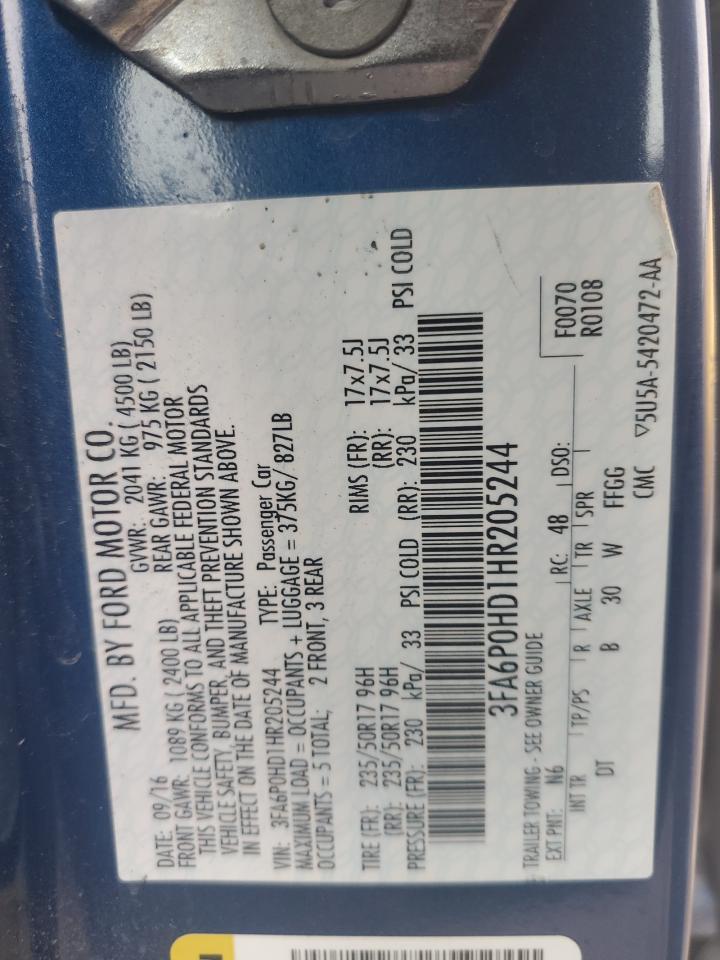 MFD. BY FORD MOTOR CO.
DATE: 09/16 GVWR: 2041 KG ( 4500 LB)
FRONT GAWR: 1089 KG ( 2400 LB) REAR GAWR: 975 KG ( 2150 LB)
THIS VEHICLE CONFORMS TO ALL APPLICABLE FEDERAL MOTOR
VEHICLE SAFETY, BUMPER, AND THEFT PREVENTION STANDARDS
IN EFFECT ON THE DATE OF MANUFACTURE SHOWN ABOVE.
VIN: 3FA6P0HD1HR205244 TYPE: Passenger Car
MAXIMUM LOAD = OCCUPANTS + LUGGAGE = 375KG/ 827LB
OCCUPANTS = 5 TOTAL; 2 FRONT, 3 REAR
TIRE (FR): 235/50R17 96H RIMS (FR): 17x7.5J
(RR): 235/50R17 96H (RR): 17x7.5J
PRESSURE (FR): 230 kPa/ 33 PSI COLD (RR): 230 kPa/ 33 PSI COLD
3FA6P0HD1HR205244
TRAILER TOWING - SEE OWNER GUIDE
F0070
R0108
EXT PNT: N6 RC: 48 DSO:
INT TR TP/PS R AXLE TR SPR
DT B 30 W FFGG
CMC ▽5U5A-5420472-AA